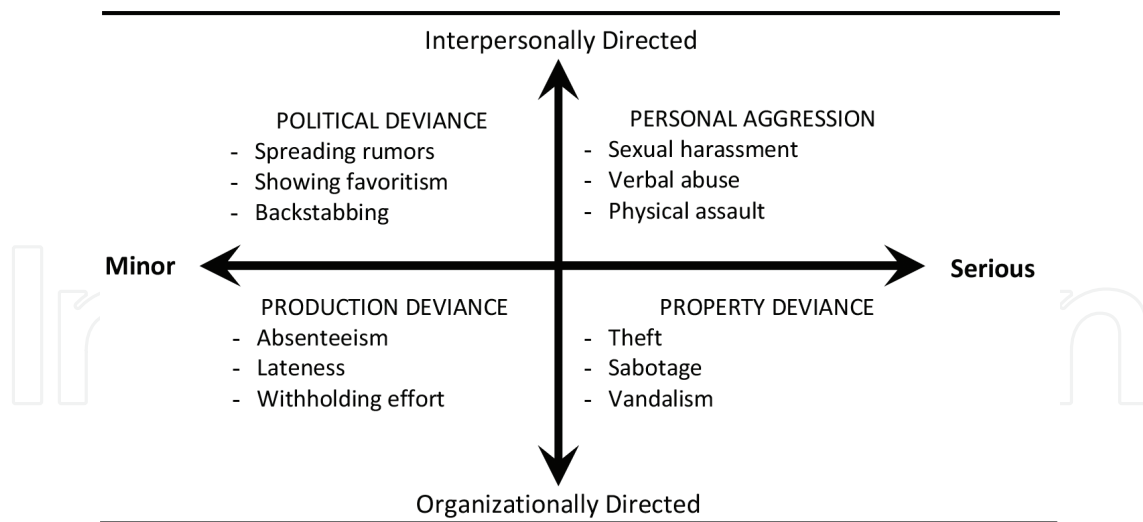 Interpersonally Directed
POLITICAL DEVIANCE
- Spreading rumors
- Showing favoritism
- Backstabbing
PERSONAL AGGRESSION
- Sexual harassment
- Verbal abuse
- Physical assault
Minor
Serious
PRODUCTION DEVIANCE
- Absenteeism
- Lateness
- Withholding effort
PROPERTY DEVIANCE
- Theft
- Sabotage
- Vandalism
Organizationally Directed